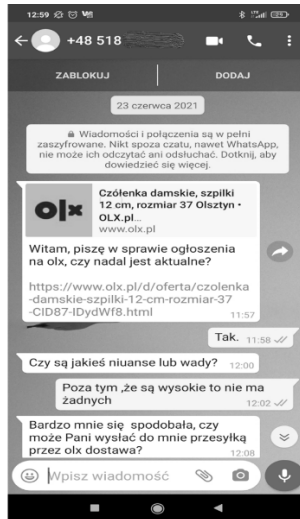 12:59
+48 518
ZABLOKUJ
DODAJ
23 czerwca 2021
Wiadomości i połączenia są w pełni
zaszyfrowane. Nikt spoza czatu, nawet WhatsApp,
nie może ich odczytać ani odsłuchać. Dotknij, aby
dowiedzieć się więcej.
olx
Czółenka damskie, szpilki
12 cm, rozmiar 37 Olsztyn •
OLX.pl...
www.olx.pl
Witam, piszę w sprawie ogłoszenia
na olx, czy nadal jest aktualne?
https://www.olx.pl/d/oferta/czolenka
-damskie-szpilki-12-cm-rozmiar-37
-CID87-IDydWf8.html
11:57
Tak. 11:58
Czy są jakieś niuanse lub wady? 12:00
Poza tym ,że są wysokie to nie ma
żadnych 12:02
Bardzo mnie się spodobała, czy
może Pani wysłać do mnie przesyłką
przez olx dostawa? 12:08
Wpisz wiadomość